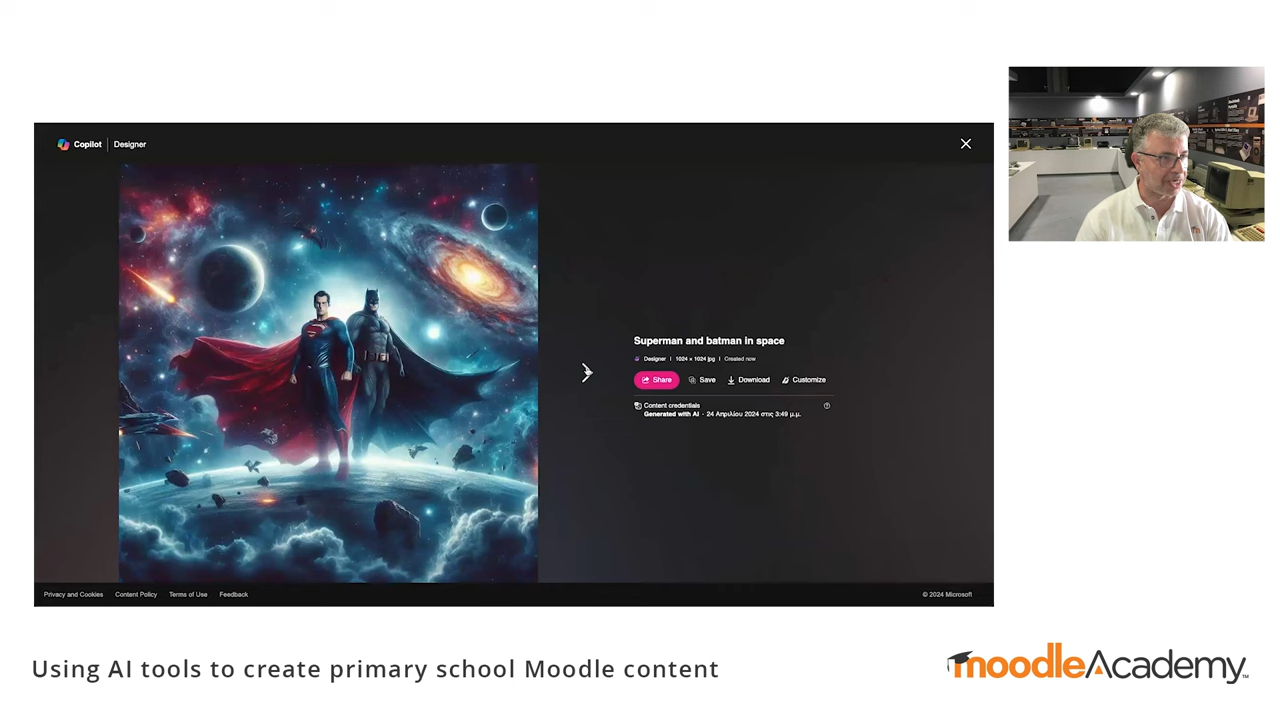 Copilot | Designer
Superman and batman in space
Designer | 1024 x 1024 jpg | Created now
Share Save Download Customize
Content credentials
Generated with AI · 24 Απριλίου 2024 στις 3:49 μ.μ.
Privacy and Cookies Content Policy Terms of Use Feedback
© 2024 Microsoft
Using AI tools to create primary school Moodle content
moodleAcademy™